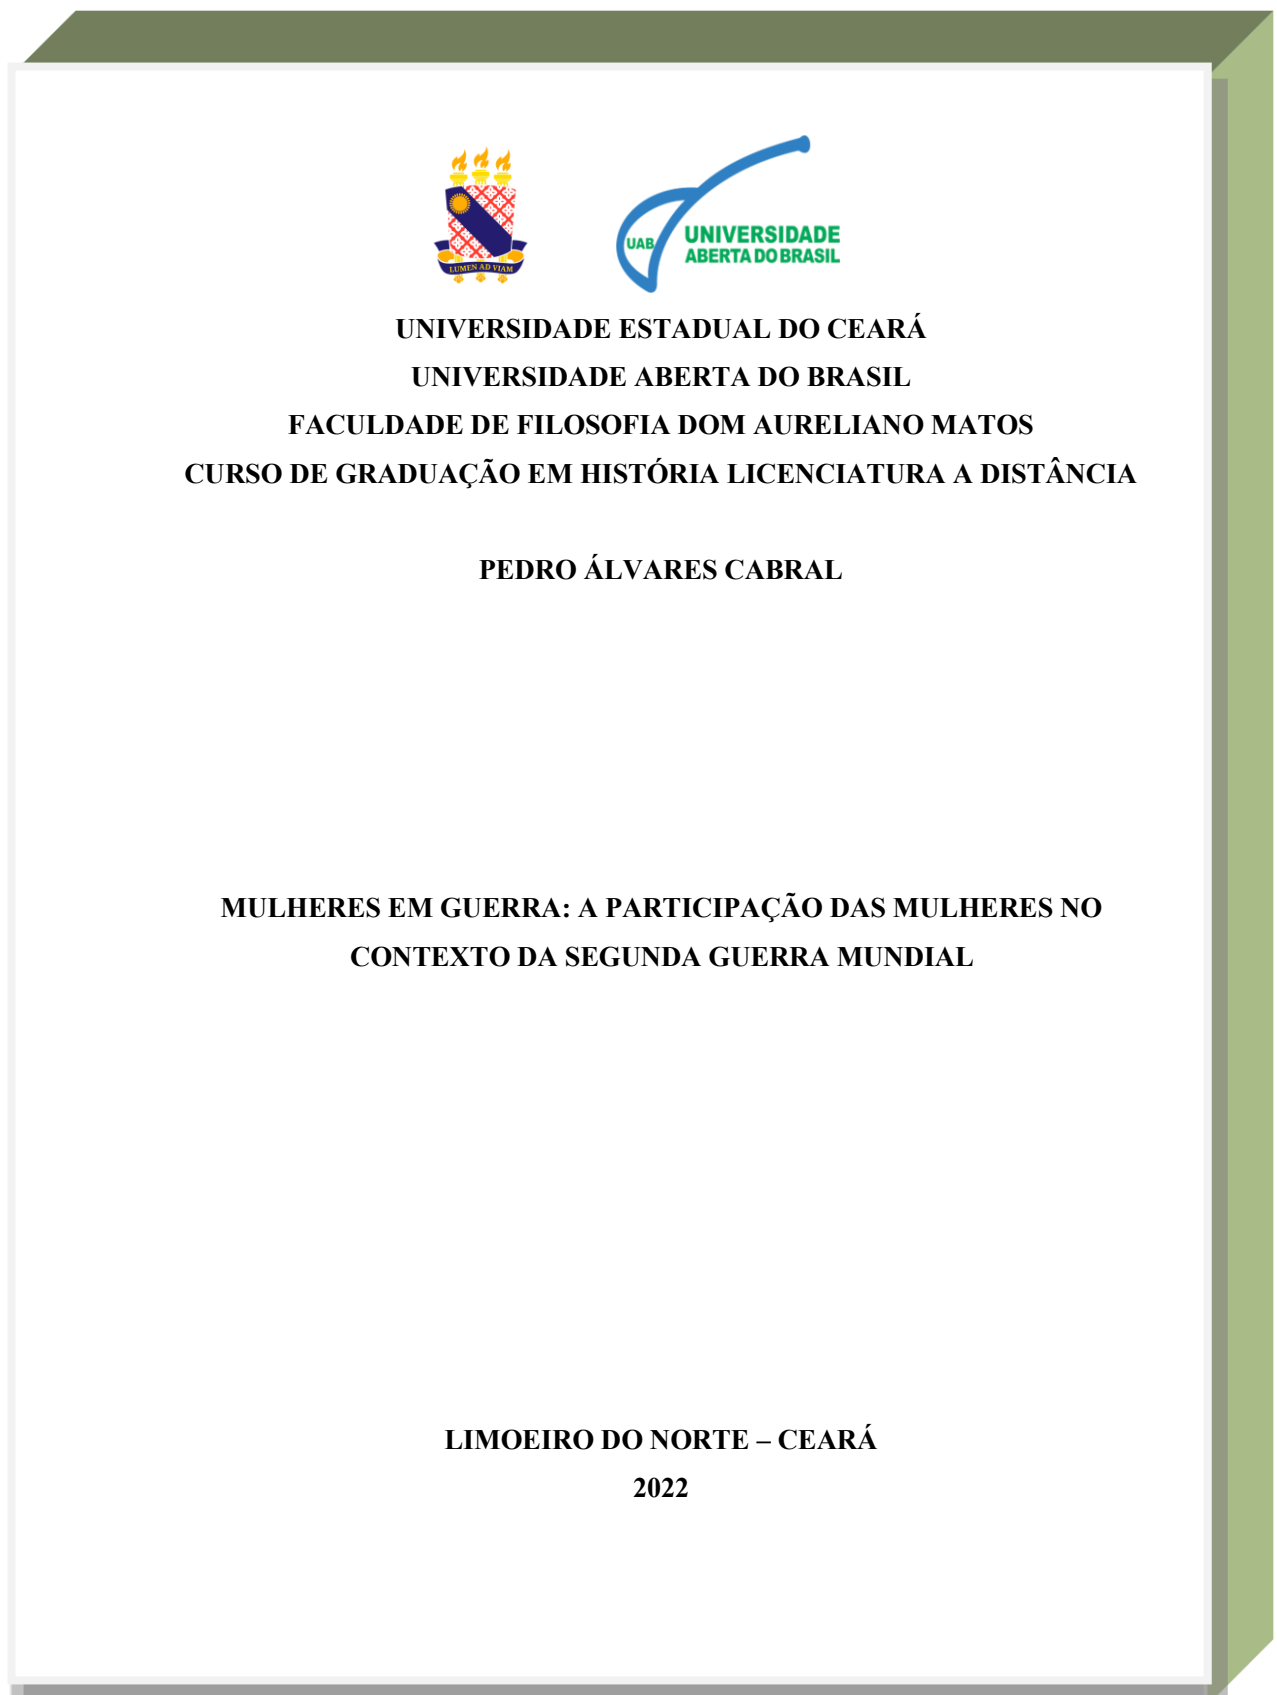 LUMEN AD VIAM
UAB
UNIVERSIDADE
ABERTA DO BRASIL
UNIVERSIDADE ESTADUAL DO CEARÁ
UNIVERSIDADE ABERTA DO BRASIL
FACULDADE DE FILOSOFIA DOM AURELIANO MATOS
CURSO DE GRADUAÇÃO EM HISTÓRIA LICENCIATURA A DISTÂNCIA
PEDRO ÁLVARES CABRAL
MULHERES EM GUERRA: A PARTICIPAÇÃO DAS MULHERES NO
CONTEXTO DA SEGUNDA GUERRA MUNDIAL
LIMOEIRO DO NORTE – CEARÁ
2022